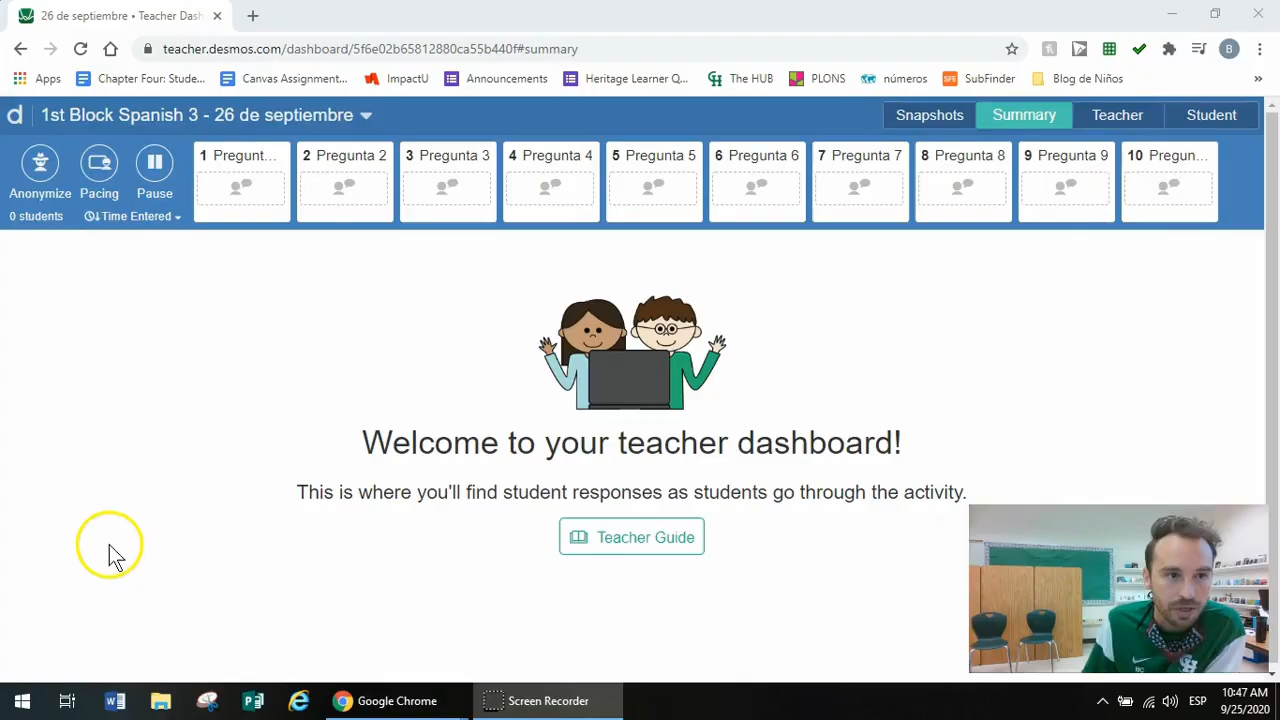 26 de septiembre • Teacher Dash
teacher.desmos.com/dashboard/5f6e02b65812880ca55b440f#summary
B
Apps Chapter Four: Stude... Canvas Assignment... ImpactU Announcements Heritage Learner Q... The HUB PLONS números SubFinder Blog de Niños »
d 1st Block Spanish 3 - 26 de septiembre Snapshots Summary Teacher Student
1 Pregunt... 2 Pregunta 2 3 Pregunta 3 4 Pregunta 4 5 Pregunta 5 6 Pregunta 6 7 Pregunta 7 8 Pregunta 8 9 Pregunta 9 10 Pregun...
Anonymize Pacing Pause
0 students Time Entered
Welcome to your teacher dashboard!
This is where you'll find student responses as students go through the activity.
Teacher Guide
Google Chrome Screen Recorder ESP 10:47 AM
9/25/2020